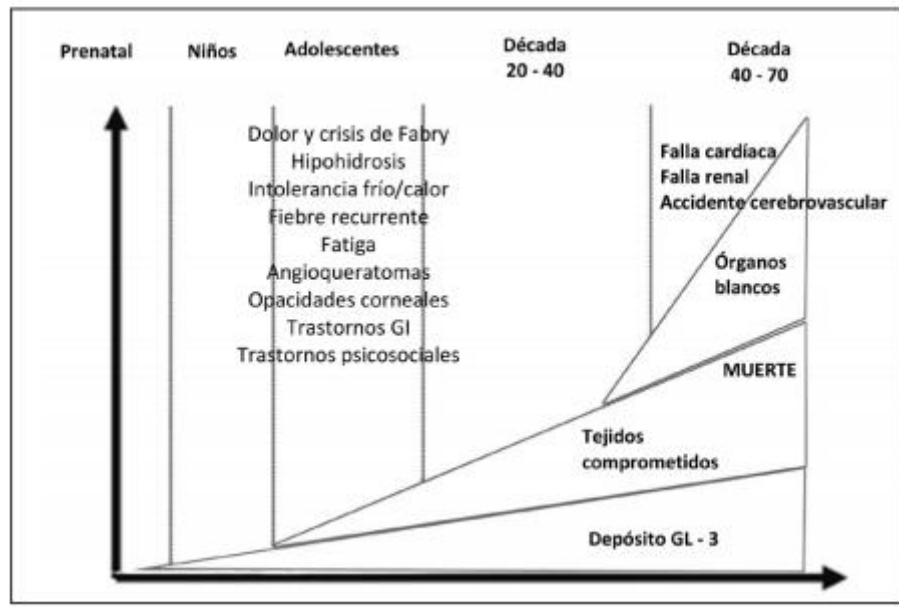 Prenatal
Niños
Adolescentes
Década
20 - 40
Década
40 - 70
Dolor y crisis de Fabry
Hipohidrosis
Intolerancia frío/calor
Fiebre recurrente
Fatiga
Angioqueratomas
Opacidades corneales
Trastornos GI
Trastornos psicosociales
Falla cardíaca
Falla renal
Accidente cerebrovascular
Órganos
blancos
MUERTE
Tejidos
comprometidos
Depósito GL - 3